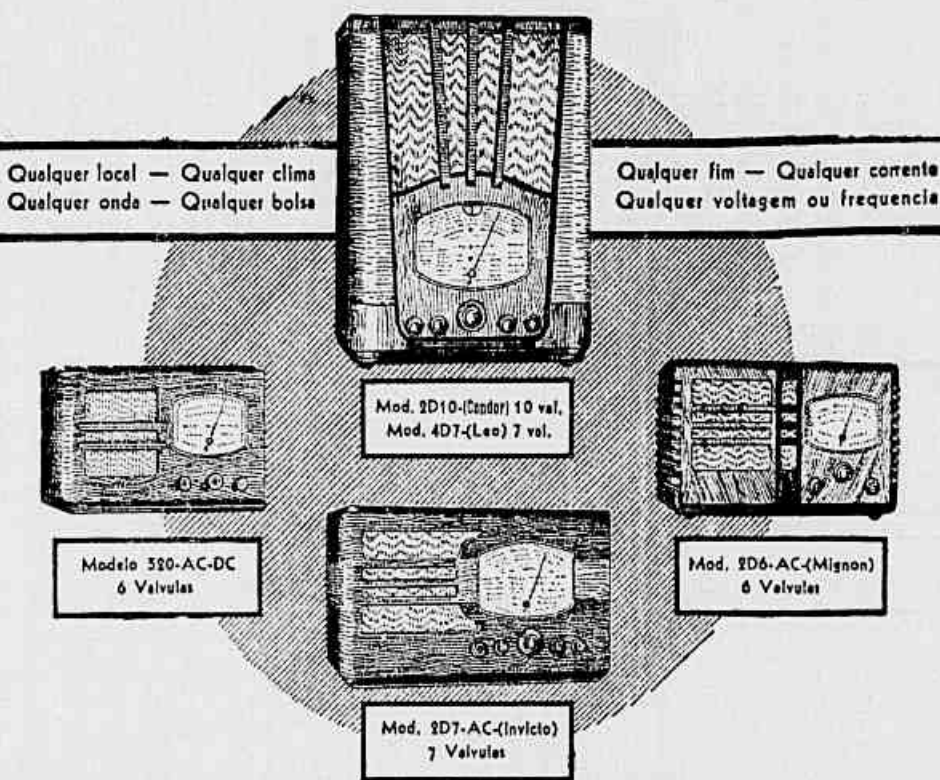 Qualquer local — Qualquer clima
Qualquer onda — Qualquer bolsa
Qualquer fim — Qualquer corrente
Qualquer voltagem ou frequencia
Mod. 2D10-(Condor) 10 val.
Mod. 4D7-(Leo) 7 vol.
Modelo 320-AC-DC
6 Valvulas
Mod. 2D6-AC-(Mignon)
6 Valvulas
Mod. 2D7-AC-(Invicto)
7 Valvulas